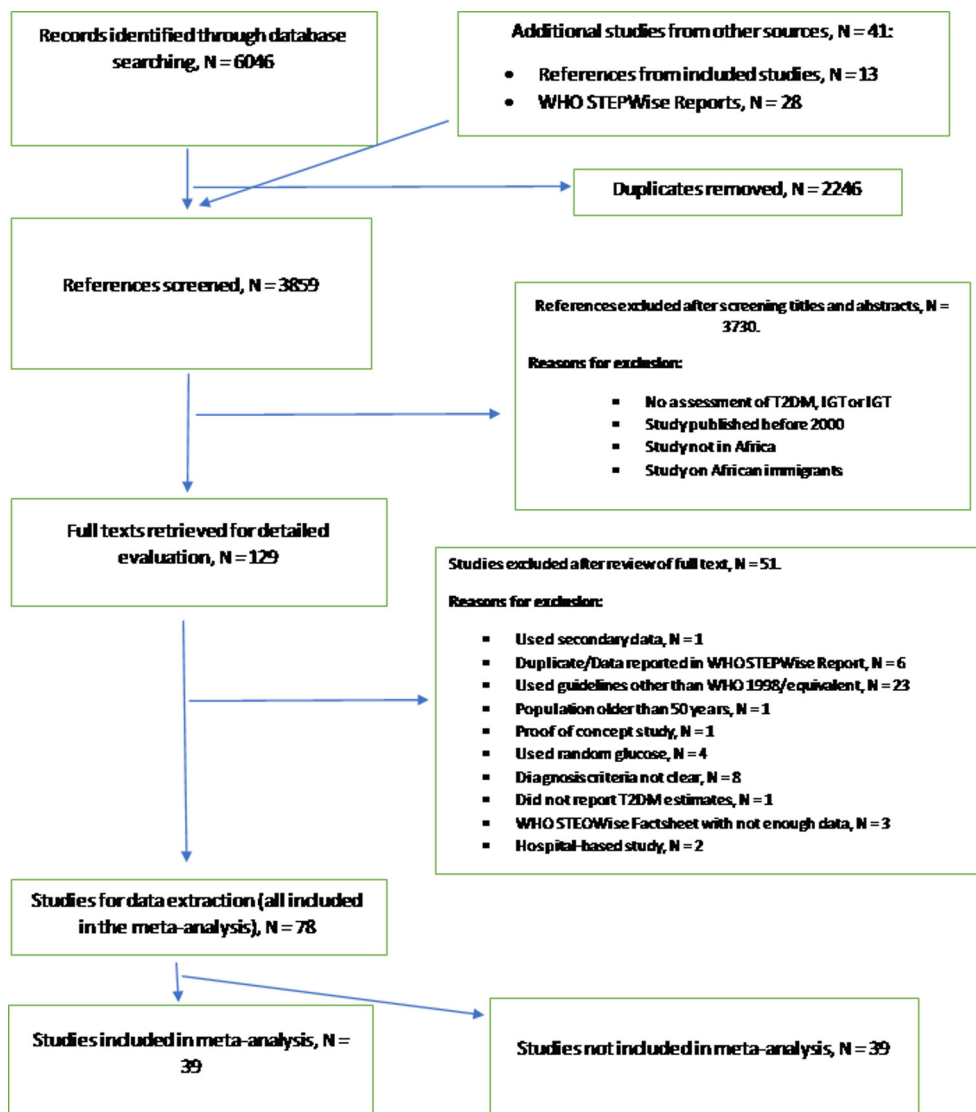 Records identified through database
searching, N = 6046
Additional studies from other sources, N = 41:
• References from included studies, N = 13
• WHO STEPWise Reports, N = 28
Duplicates removed, N = 2246
References screened, N = 3859
References excluded after screening titles and abstracts, N =
3730.
Reasons for exclusion:
▪ No assessment of T2DM, IGT or IGT
▪ Study published before 2000
▪ Study not in Africa
▪ Study on African immigrants
Full texts retrieved for detailed
evaluation, N = 129
Studies excluded after review of full text, N = 51.
Reasons for exclusion:
▪ Used secondary data, N = 1
▪ Duplicate/Data reported in WHO STEPWise Report, N = 6
▪ Used guidelines other than WHO 1998/equivalent, N = 23
▪ Population older than 50 years, N = 1
▪ Proof of concept study, N = 1
▪ Used random glucose, N = 4
▪ Diagnosis criteria not clear, N = 8
▪ Did not report T2DM estimates, N = 1
▪ WHO STEOWise Factsheet with not enough data, N = 3
▪ Hospital-based study, N = 2
Studies for data extraction (all included
in the meta-analysis), N = 78
Studies included in meta-analysis, N =
39
Studies not included in meta-analysis, N = 39